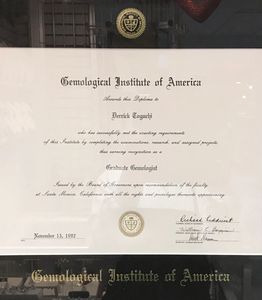 Gemological Institute of America
Awards this Diploma to
Derrick Toguchi
who has successfully met the exacting requirements
of this Institute by completing the examinations, research, and assigned projects
thus earning recognition as a
Graduate Gemologist
Issued by the Board of Governors upon recommendation of the faculty
at Santa Monica, California with all the rights and privileges thereunto appertaining
November 13, 1992
Gemological Institute of America